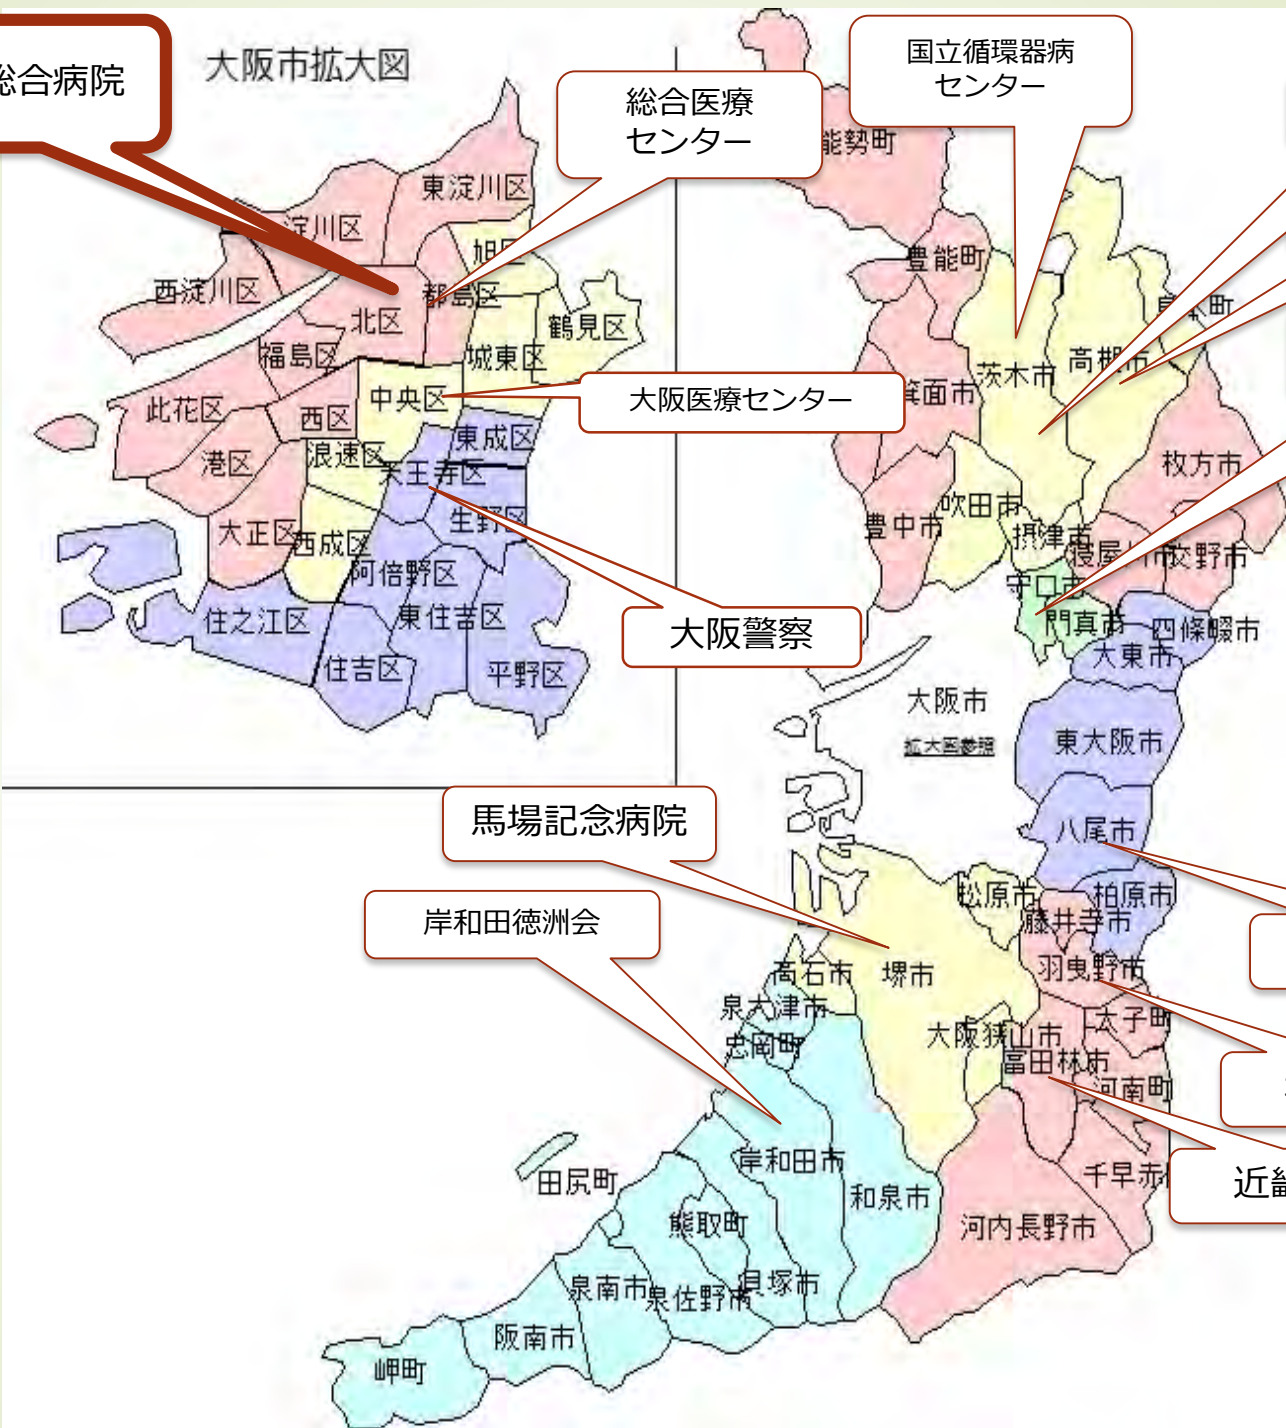 総合病院
大阪市拡大図
総合医療
センター
国立循環器病
センター
東淀川区
淀川区
旭区
西淀川区
都島区
北区
鶴見区
福島区
城東区
中央区
大阪医療センター
此花区
西区
東成区
港区
浪速区
天王寺区
大正区
西成区
生野区
阿倍野区
住之江区
東住吉区
住吉区
平野区
大阪警察
能勢町
豊能町
島本町
高槻市
茨木市
箕面市
枚方市
吹田市
豊中市
摂津市
寝屋川市
交野市
守口市
門真市
四條畷市
大東市
大阪市
拡大図参照
東大阪市
八尾市
馬場記念病院
岸和田徳洲会
松原市
柏原市
藤井寺市
羽曳野市
高石市
堺市
泉大津市
太子町
忠岡町
大阪狭山市
富田林市
河南町
岸和田市
千早赤
近畿
田尻町
和泉市
熊取町
河内長野市
泉南市
貝塚市
泉佐野市
阪南市
岬町